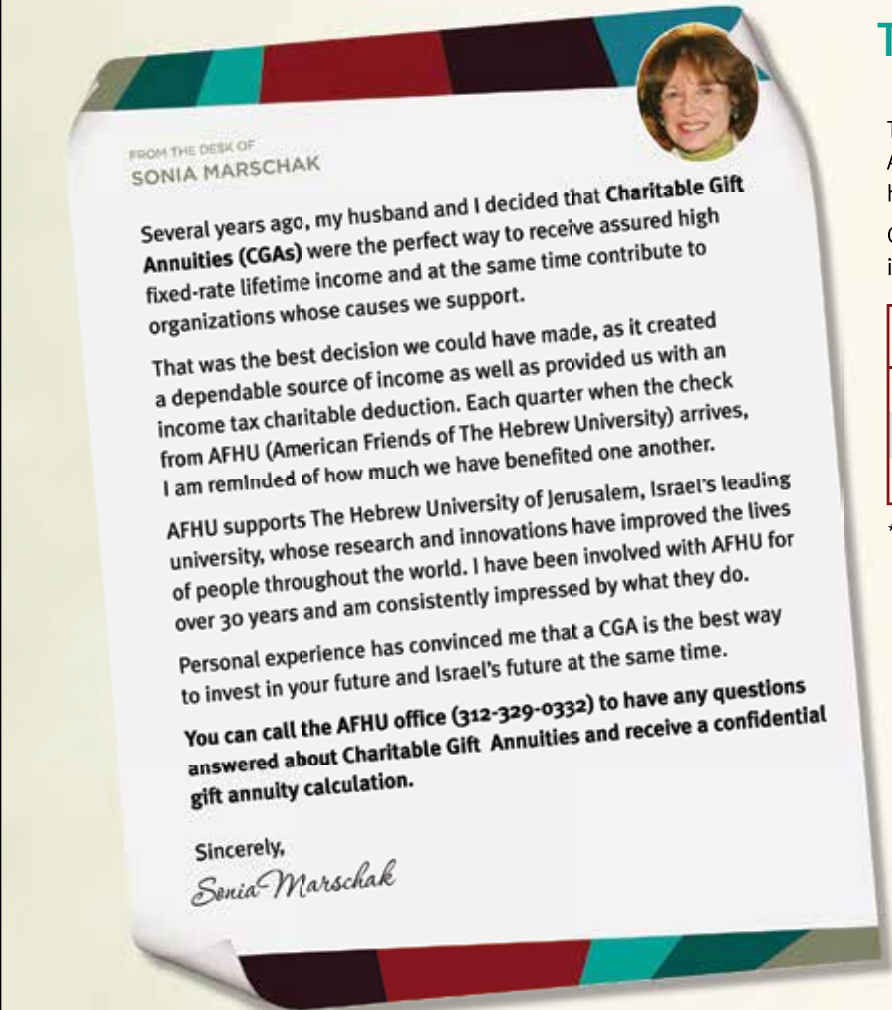 FROM THE DESK OF
SONIA MARSCHAK
Several years ago, my husband and I decided that Charitable Gift
Annuities (CGAs) were the perfect way to receive assured high
fixed-rate lifetime income and at the same time contribute to
organizations whose causes we support.
That was the best decision we could have made, as it created
a dependable source of income as well as provided us with an
income tax charitable deduction. Each quarter when the check
from AFHU (American Friends of The Hebrew University) arrives,
I am reminded of how much we have benefited one another.
AFHU supports The Hebrew University of Jerusalem, Israel's leading
university, whose research and innovations have improved the lives
of people throughout the world. I have been involved with AFHU for
over 30 years and am consistently impressed by what they do.
Personal experience has convinced me that a CGA is the best way
to invest in your future and Israel's future at the same time.
You can call the AFHU office (312-329-0332) to have any questions
answered about Charitable Gift Annuities and receive a confidential
gift annuity calculation.
Sincerely,
Sonia Marschak